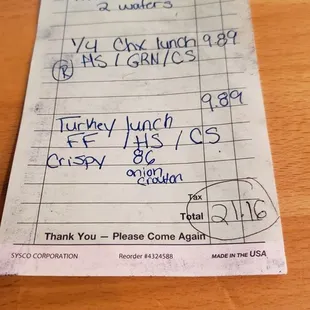 2 waters
1/4 Chx lunch 9.89
R HS / GRN / CS
9.89
Turkey lunch
FF / HS / CS
Crispy 86
onion
crouton
Tax
Total 21.16
Thank You — Please Come Again
SYSCO CORPORATION Reorder #4324588 MADE IN THE USA